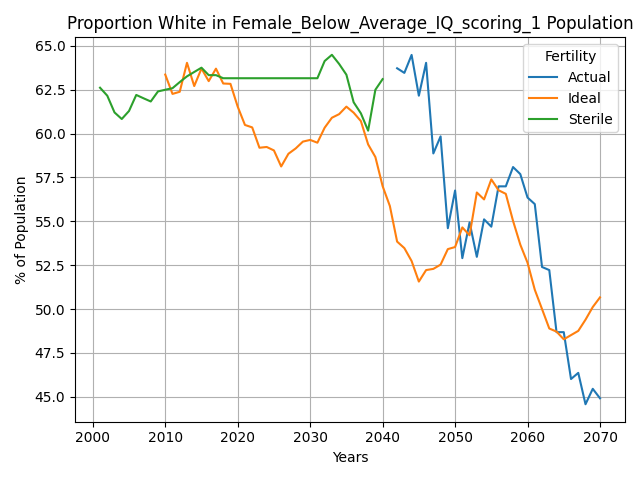 Proportion White in Female_Below_Average_IQ_scoring_1 Population
Fertility
Actual
Ideal
Sterile
% of Population
65.0
62.5
60.0
57.5
55.0
52.5
50.0
47.5
45.0
2000 2010 2020 2030 2040 2050 2060 2070
Years